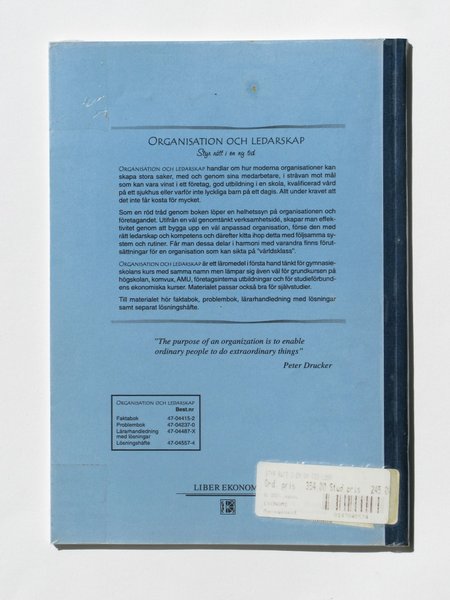 ORGANISATION OCH LEDARSKAP
Styr rätt i en ny tid
ORGANISATION OCH LEDARSKAP handlar om hur moderna organisationer kan
skapa stora saker, med och genom sina medarbetare, i strävan mot mål
som kan vara vinst i ett företag, god utbildning i en skola, kvalificerad vård
på ett sjukhus eller varför inte lyckliga barn på ett dagis. Allt under kravet att
det inte får kosta för mycket.
Som en röd tråd genom boken löper en helhetssyn på organisationen och
företagandet. Utifrån en väl genomtänkt verksamhetsidé, skapar man effek-
tivitet genom att bygga upp en väl anpassad organisation, förse den med
rätt ledarskap och kompetens och därefter kitta ihop detta med följsamma sy-
stem och rutiner. Får man dessa delar i harmoni med varandra finns förut-
sättningar för en organisation som kan sikta på "världsklass".
ORGANISATION OCH LEDARSKAP är ett läromedel i första hand tänkt för gymnasie-
skolans kurs med samma namn men lämpar sig även väl för grundkursen på
högskolan, komvux, AMU, företagsinterna utbildningar och för studieförbund-
ens ekonomiska kurser. Materialet passar också bra för självstudier.
Till materialet hör faktabok, problembok, lärarhandledning med lösningar
samt separat lösningshäfte.
"The purpose of an organization is to enable
ordinary people to do extraordinary things"
Peter Drucker
ORGANISATION OCH LEDARSKAP
Best.nr
Faktabok 47-04415-2
Problembok 47-04237-0
Lärarhandledning 47-04487-X
med lösningar
Lösningshäfte 47-04557-4
LIBER EKONOMI
Ord pris 354.00 Stud pris 245